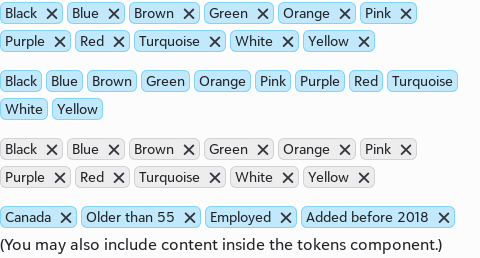 Black Blue Brown Green Orange Pink
Purple Red Turquoise White Yellow
Black Blue Brown Green Orange Pink Purple Red Turquoise
White Yellow
Black Blue Brown Green Orange Pink
Purple Red Turquoise White Yellow
Canada Older than 55 Employed Added before 2018
(You may also include content inside the tokens component.)